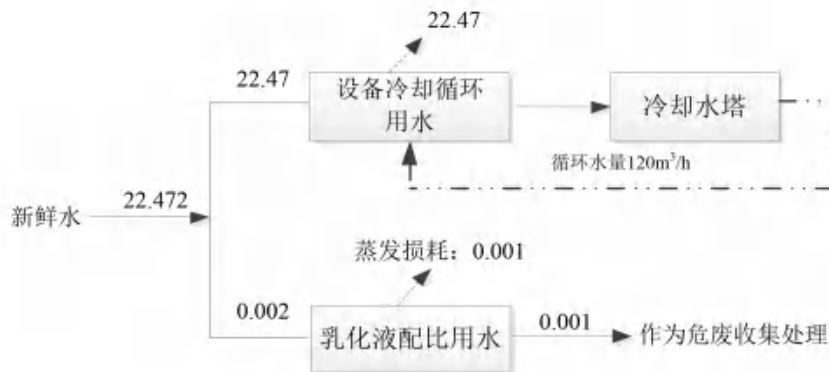 22.47
22.47
设备冷却循环
用水
冷却水塔
循环水量120m³/h
新鲜水
22.472
蒸发损耗：0.001
0.002
乳化液配比用水
0.001
作为危废收集处理